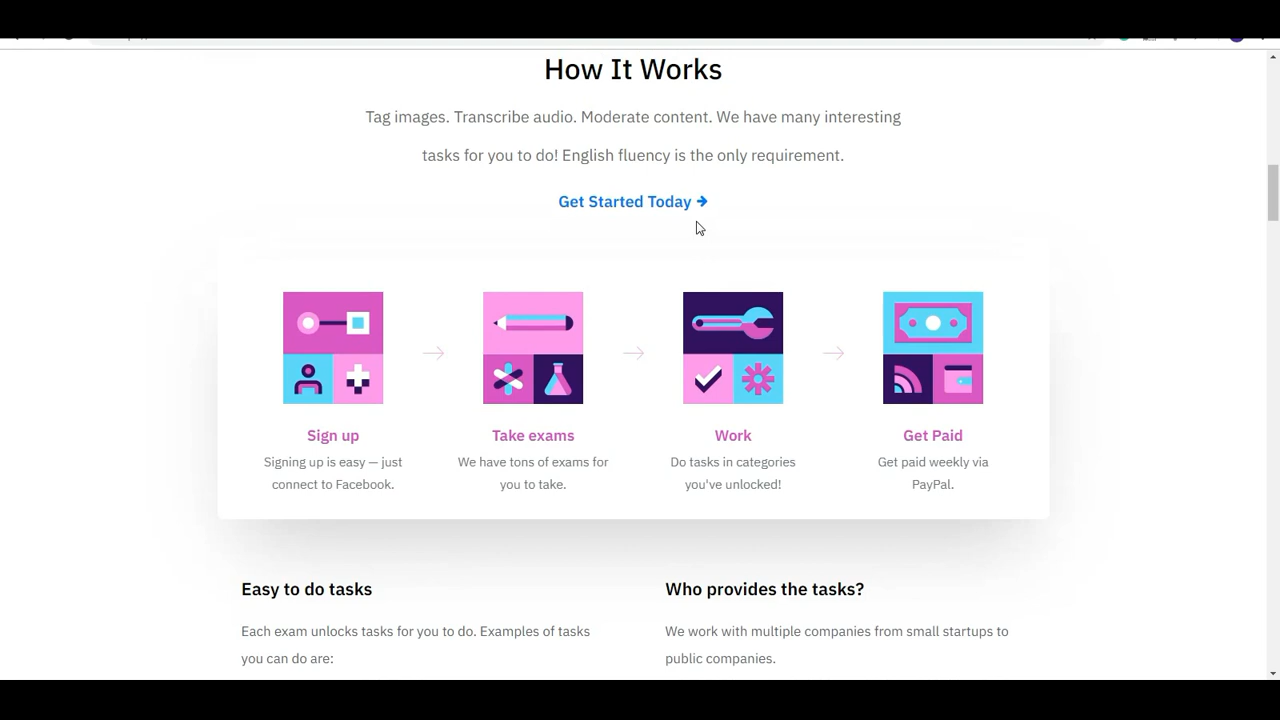 How It Works
Tag images. Transcribe audio. Moderate content. We have many interesting
tasks for you to do! English fluency is the only requirement.
Get Started Today →
Sign up
Signing up is easy — just
connect to Facebook.
Take exams
We have tons of exams for
you to take.
Work
Do tasks in categories
you've unlocked!
Get Paid
Get paid weekly via
PayPal.
Easy to do tasks
Each exam unlocks tasks for you to do. Examples of tasks
you can do are:
Who provides the tasks?
We work with multiple companies from small startups to
public companies.